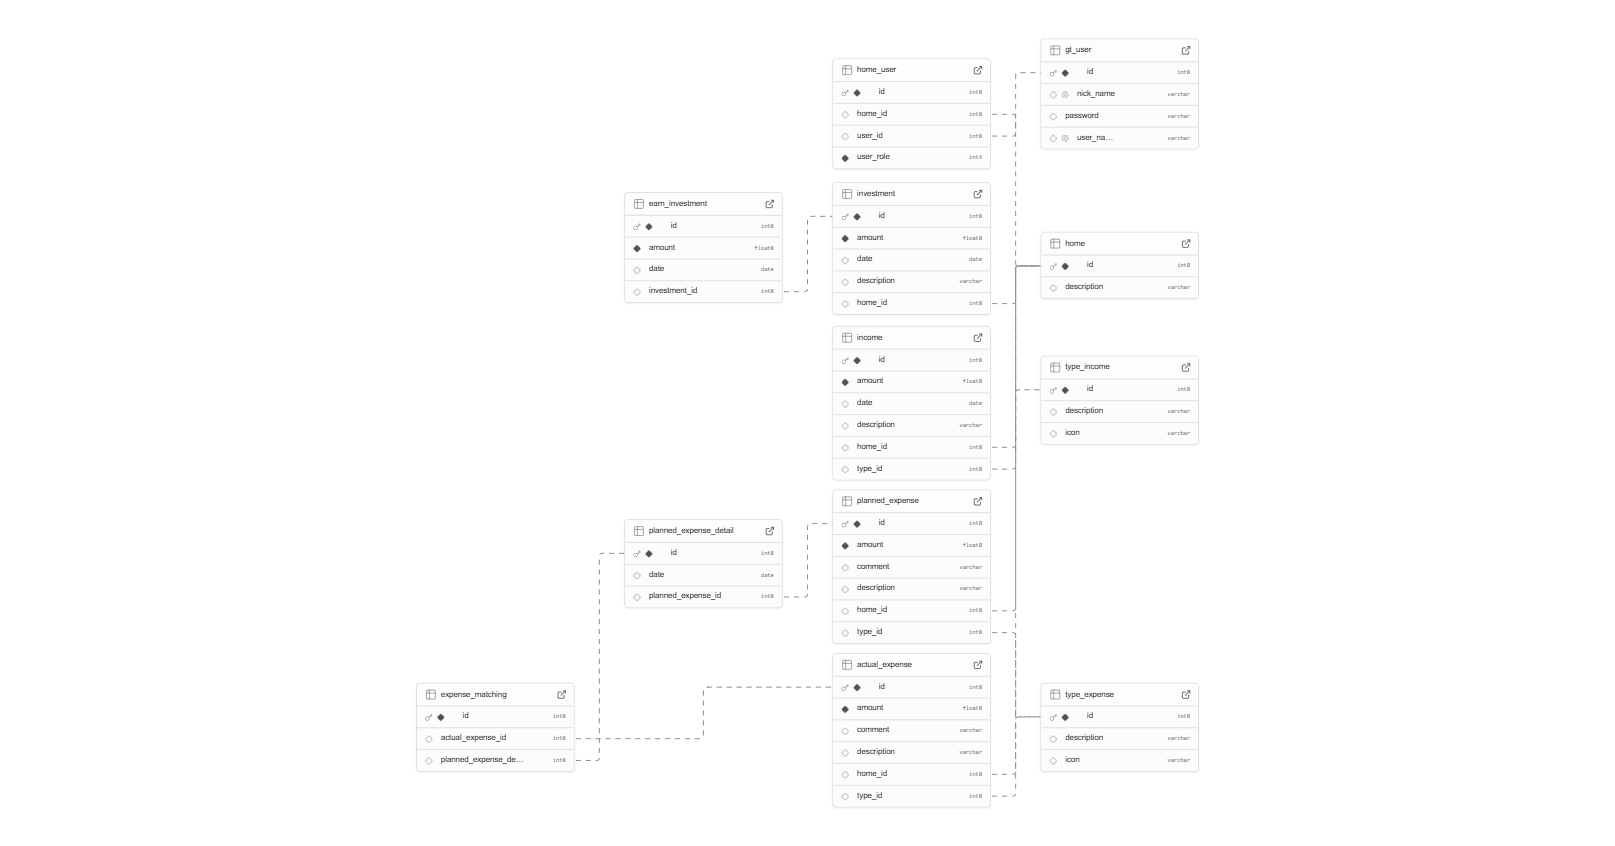 gt_user
id int8
nick_name varchar
password varchar
user_na... varchar
home_user
id int8
home_id int8
user_id int8
user_role int4
investment
id int8
amount float8
date date
description varchar
home_id int8
earn_investment
id int8
amount float8
date date
investment_id int8
home
id int8
description varchar
income
id int8
amount float8
date date
description varchar
home_id int8
type_id int8
type_income
id int8
description varchar
icon varchar
planned_expense
id int8
amount float8
comment varchar
description varchar
home_id int8
type_id int8
planned_expense_detail
id int8
date date
planned_expense_id int8
actual_expense
id int8
amount float8
comment varchar
description varchar
home_id int8
type_id int8
expense_matching
id int8
actual_expense_id int8
planned_expense_de... int8
type_expense
id int8
description varchar
icon varchar